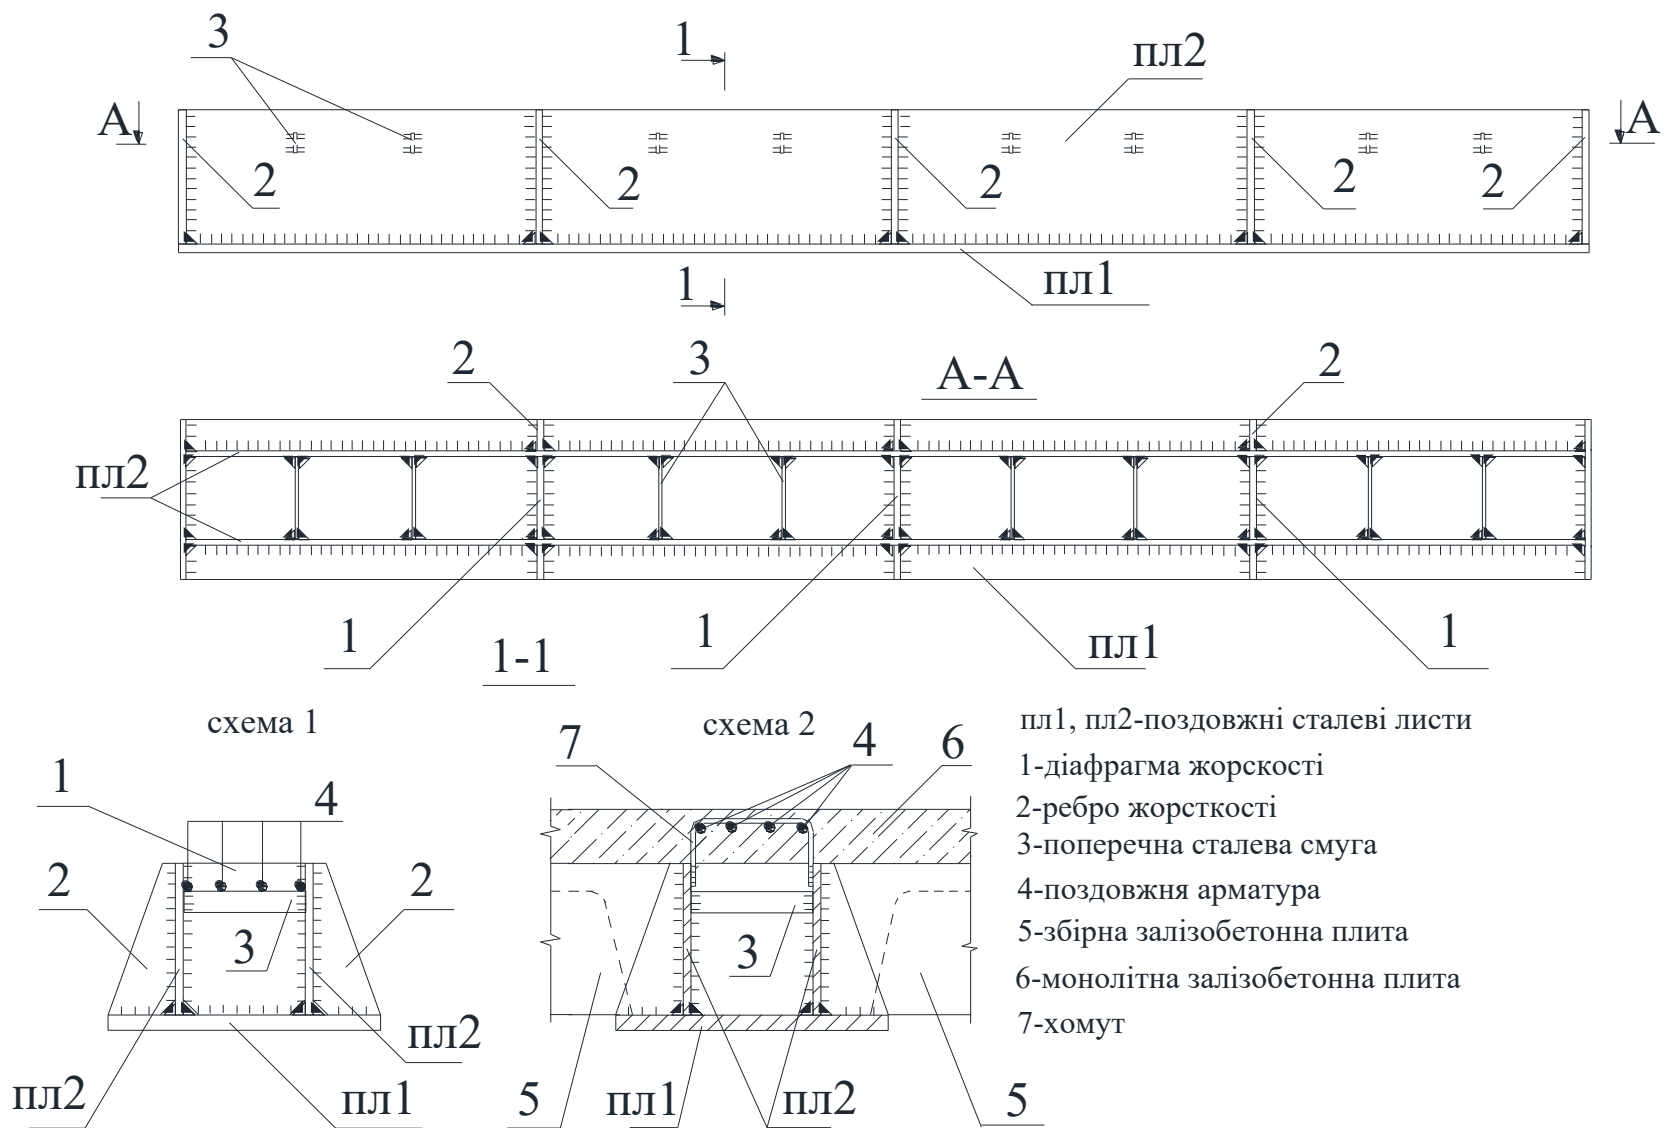 3
1
пл2
А
А
2
2
2
2
2
1
пл1
2
3
А-А
2
пл2
1
1
пл1
1
1-1
схема 1
1
4
2
2
3
пл2
пл2
пл1
схема 2
7
4
6
3
5
пл1
пл2
5
пл1, пл2-поздовжні сталеві листи
1-діафрагма жорскості
2-ребро жорсткості
3-поперечна сталева смуга
4-поздовжня арматура
5-збірна залізобетонна плита
6-монолітна залізобетонна плита
7-хомут